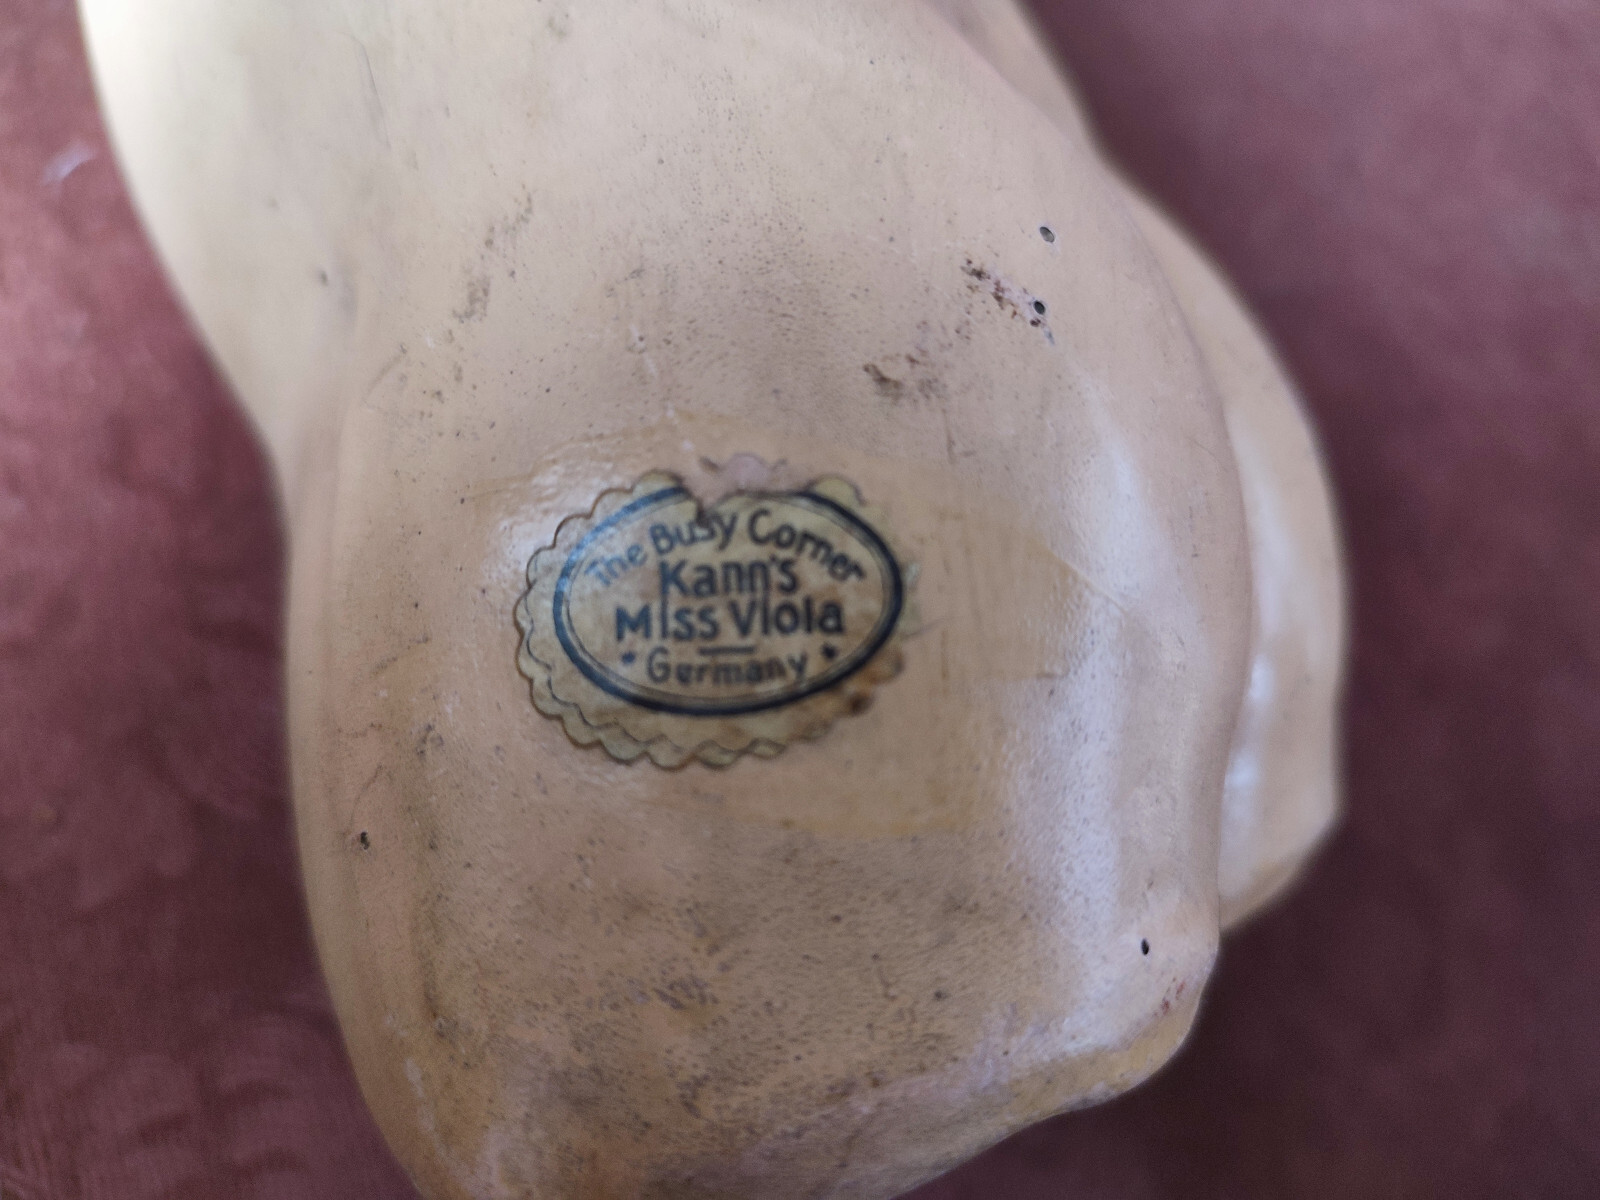 The Busy Corner
Kann's
Miss Viola
Germany